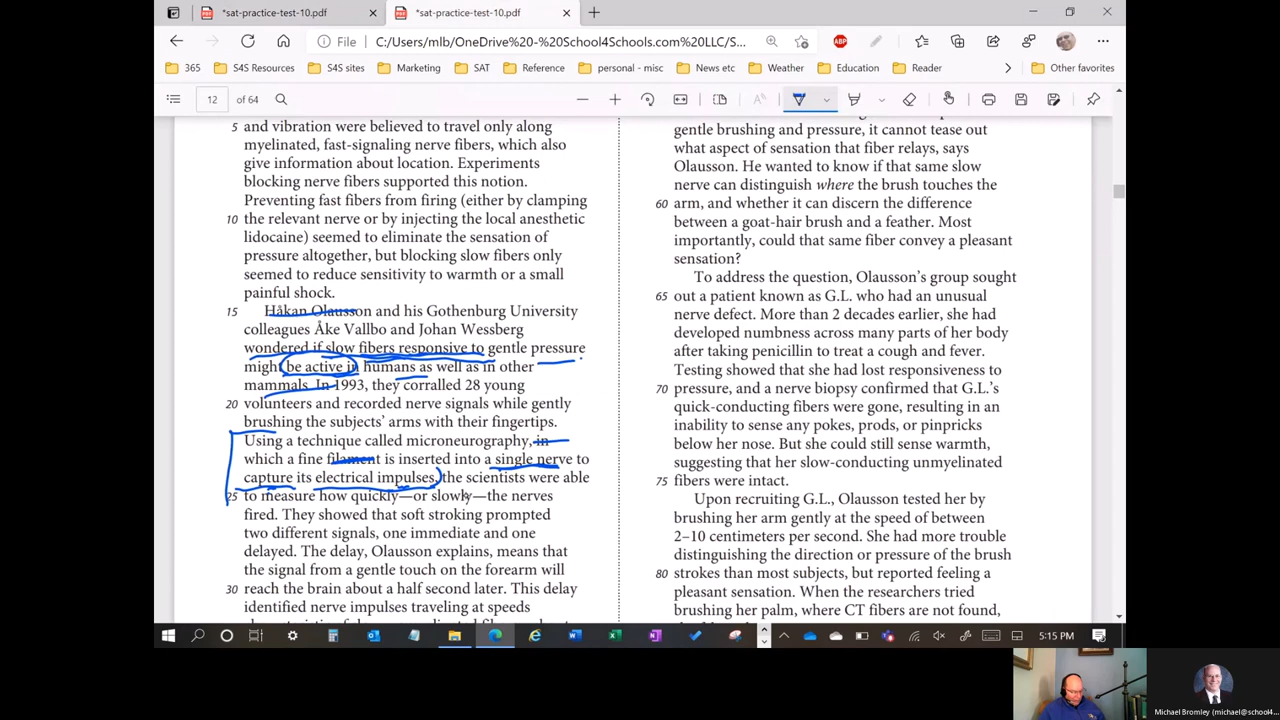 *sat-practice-test-10.pdf
*sat-practice-test-10.pdf
File C:/Users/mlb/OneDrive%20-%20School4Schools.com%20LLC/S...
365 S4S Resources S4S sites Marketing SAT Reference personal - misc News etc Weather Education Reader Other favorites
12 of 64
5 and vibration were believed to travel only along
myelinated, fast-signaling nerve fibers, which also
give information about location. Experiments
blocking nerve fibers supported this notion.
Preventing fast fibers from firing (either by clamping
10 the relevant nerve or by injecting the local anesthetic
lidocaine) seemed to eliminate the sensation of
pressure altogether, but blocking slow fibers only
seemed to reduce sensitivity to warmth or a small
painful shock.
15 Håkan Olausson and his Gothenburg University
colleagues Åke Vallbo and Johan Wessberg
wondered if slow fibers responsive to gentle pressure
might be active in humans as well as in other
mammals. In 1993, they corralled 28 young
20 volunteers and recorded nerve signals while gently
brushing the subjects' arms with their fingertips.
Using a technique called microneurography, in
which a fine filament is inserted into a single nerve to
capture its electrical impulses, the scientists were able
25 to measure how quickly—or slowly—the nerves
fired. They showed that soft stroking prompted
two different signals, one immediate and one
delayed. The delay, Olausson explains, means that
the signal from a gentle touch on the forearm will
30 reach the brain about a half second later. This delay
identified nerve impulses traveling at speeds
gentle brushing and pressure, it cannot tease out
what aspect of sensation that fiber relays, says
Olausson. He wanted to know if that same slow
nerve can distinguish where the brush touches the
60 arm, and whether it can discern the difference
between a goat-hair brush and a feather. Most
importantly, could that same fiber convey a pleasant
sensation?
To address the question, Olausson's group sought
65 out a patient known as G.L. who had an unusual
nerve defect. More than 2 decades earlier, she had
developed numbness across many parts of her body
after taking penicillin to treat a cough and fever.
Testing showed that she had lost responsiveness to
70 pressure, and a nerve biopsy confirmed that G.L.'s
quick-conducting fibers were gone, resulting in an
inability to sense any pokes, prods, or pinpricks
below her nose. But she could still sense warmth,
suggesting that her slow-conducting unmyelinated
75 fibers were intact.
Upon recruiting G.L., Olausson tested her by
brushing her arm gently at the speed of between
2–10 centimeters per second. She had more trouble
distinguishing the direction or pressure of the brush
80 strokes than most subjects, but reported feeling a
pleasant sensation. When the researchers tried
brushing her palm, where CT fibers are not found,
5:15 PM
Michael Bromley (michael@school4...